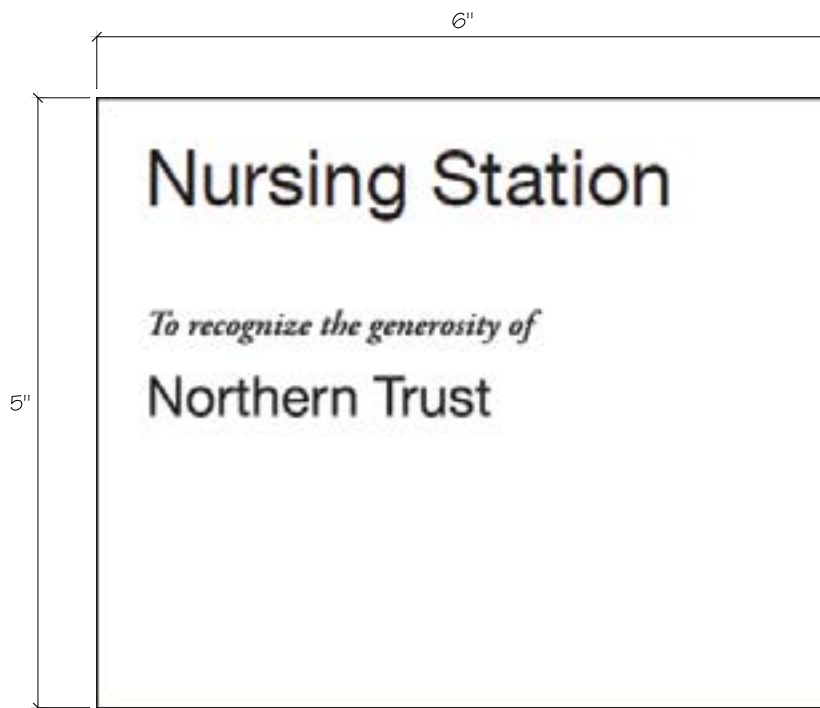 6"
Nursing Station
To recognize the generosity of
5"
Northern Trust